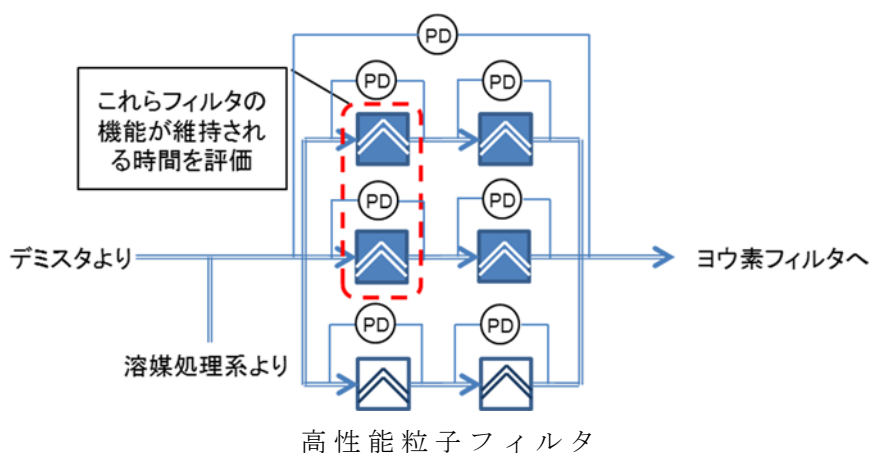 PD
PD
PD
これらフィルタの
機能が維持され
る時間を評価
PD
PD
デミスタより
ヨウ素フィルタへ
PD
PD
溶媒処理系より
高性能粒子フィルタ